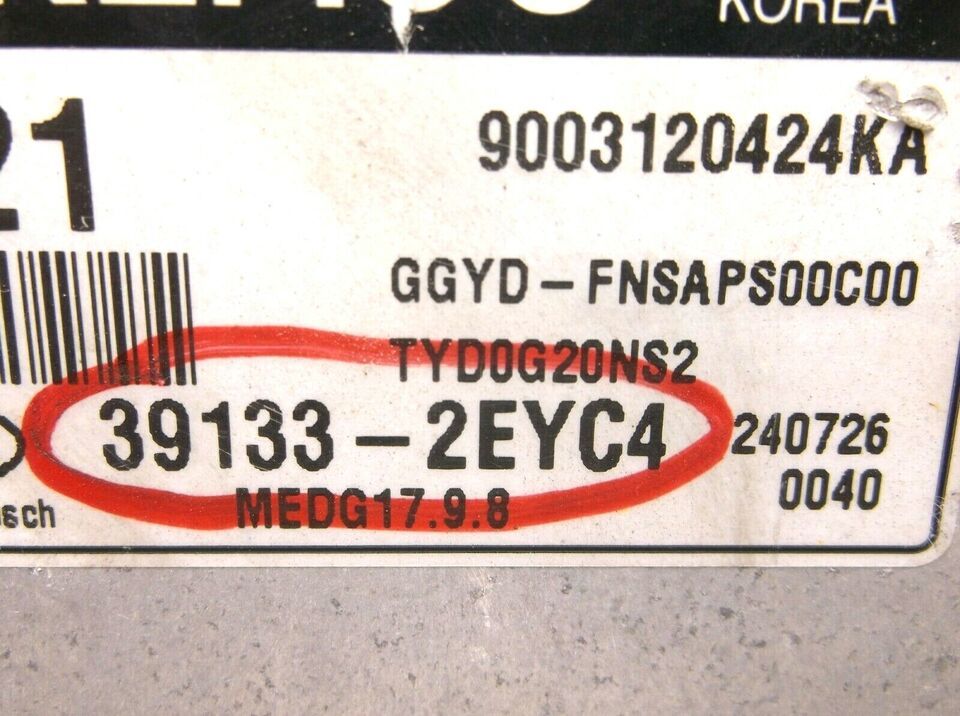 KOREA
21
9003120424KA
GGYD-FNSAPS00C00
TYD0G20NS2
39133-2EYC4
240726
MEDG17.9.8
0040